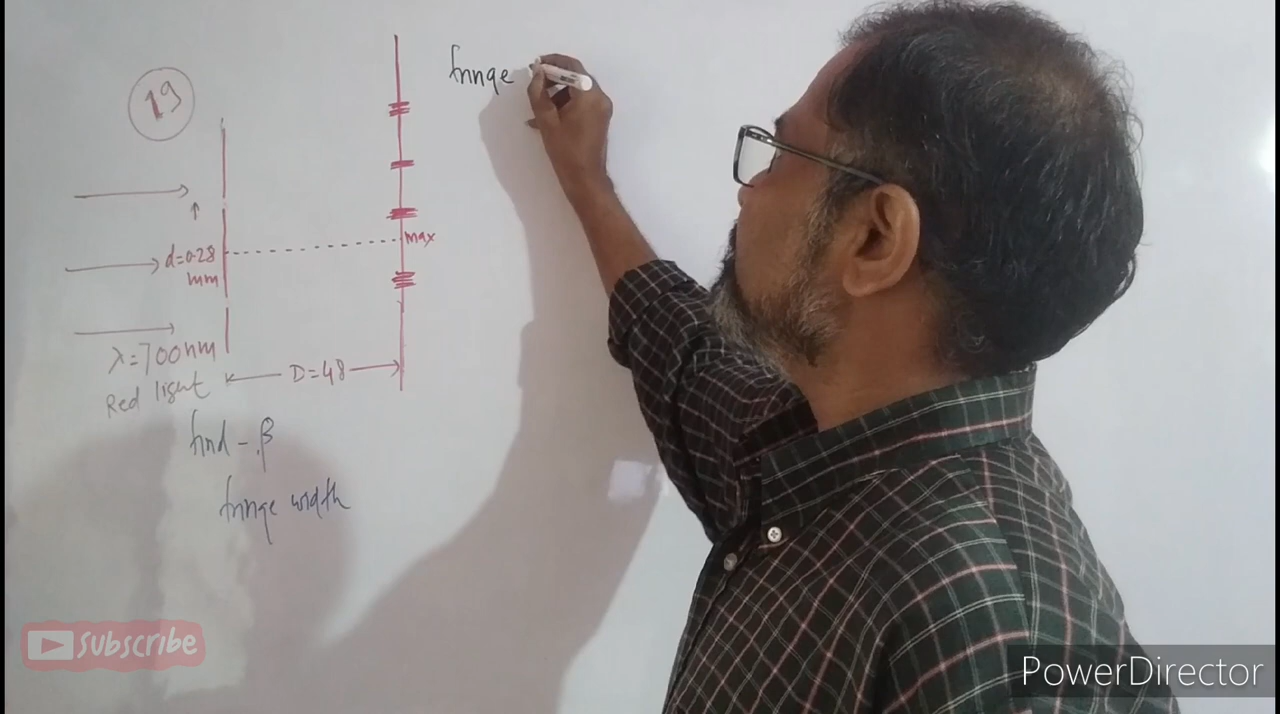 19
fringe
max
d=0.28
mm
λ=700nm
Red light
D=48
find - β
fringe width
Subscribe
PowerDirector